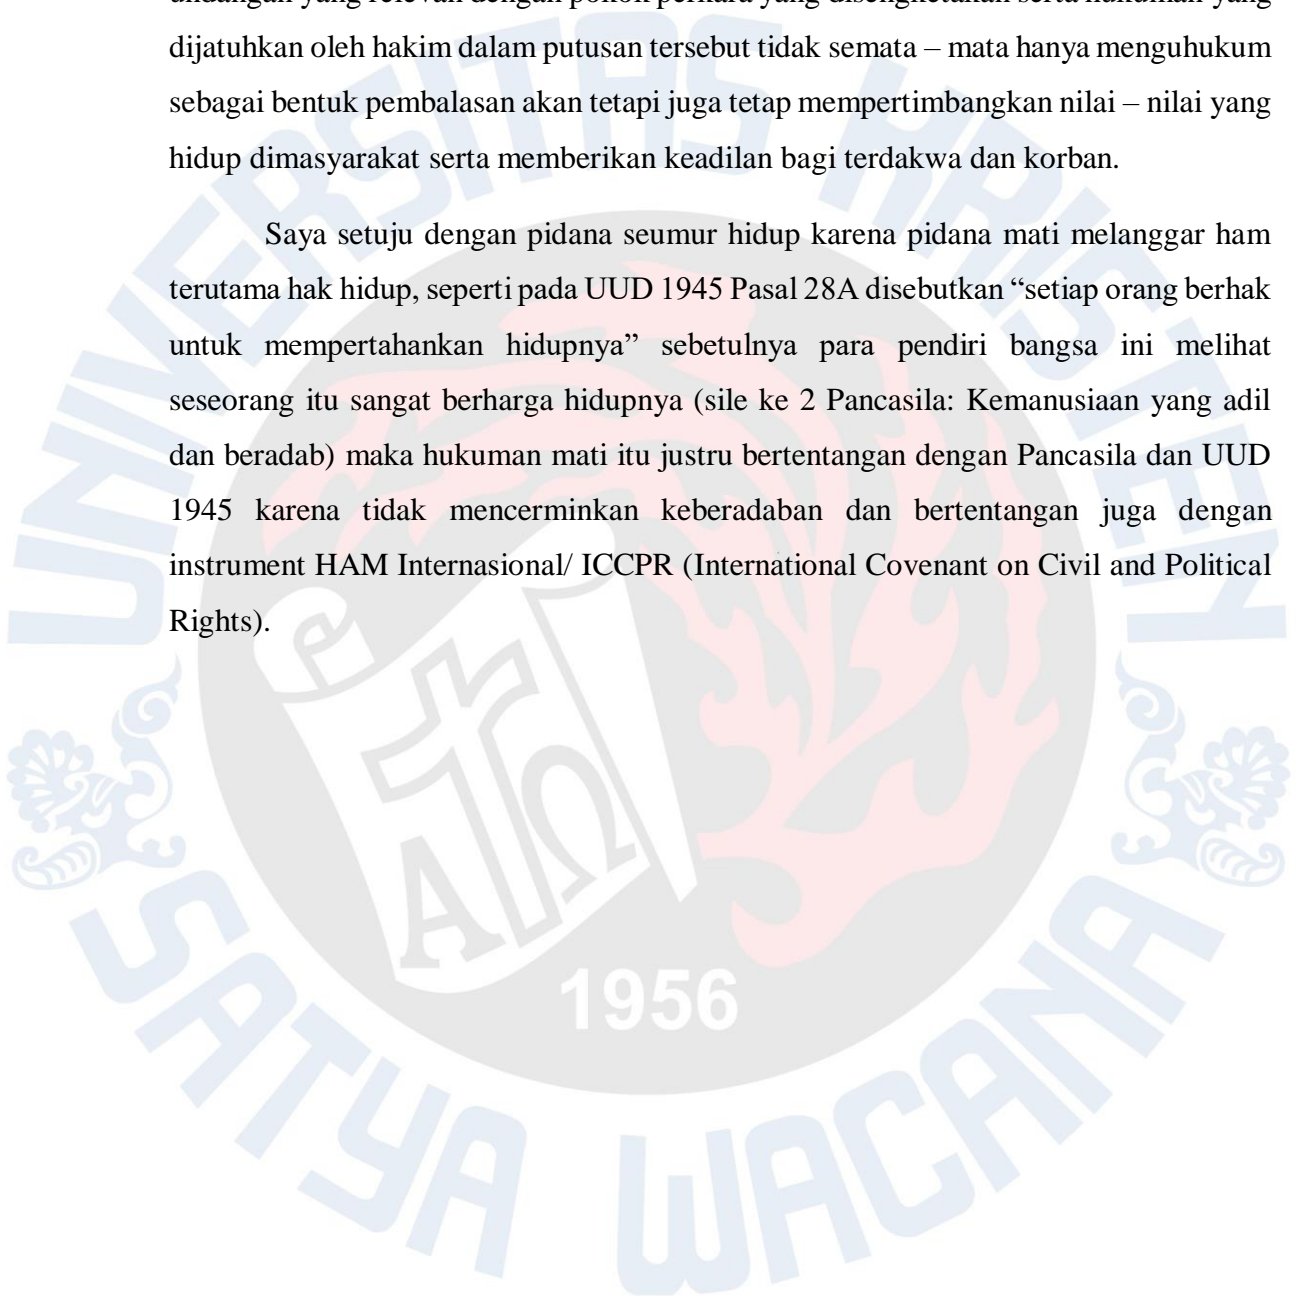 undangan yang relevan dengan pokok perkara yang disengketakan serta hukuman yang
dijatuhkan oleh hakim dalam putusan tersebut tidak semata – mata hanya menguhukum
sebagai bentuk pembalasan akan tetapi juga tetap mempertimbangkan nilai – nilai yang
hidup dimasyarakat serta memberikan keadilan bagi terdakwa dan korban.
Saya setuju dengan pidana seumur hidup karena pidana mati melanggar ham
terutama hak hidup, seperti pada UUD 1945 Pasal 28A disebutkan “setiap orang berhak
untuk mempertahankan hidupnya” sebetulnya para pendiri bangsa ini melihat
seseorang itu sangat berharga hidupnya (sile ke 2 Pancasila: Kemanusiaan yang adil
dan beradab) maka hukuman mati itu justru bertentangan dengan Pancasila dan UUD
1945 karena tidak mencerminkan keberadaban dan bertentangan juga dengan
instrument HAM Internasional/ ICCPR (International Covenant on Civil and Political
Rights).
UNIVERSITAS KRISTEN
ΑΩ
1956
SATYA WACANA